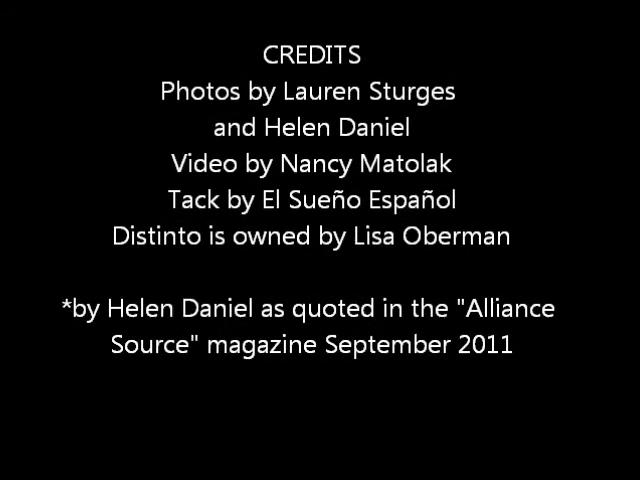 CREDITS
Photos by Lauren Sturges
and Helen Daniel
Video by Nancy Matolak
Tack by El Sueño Español
Distinto is owned by Lisa Oberman
*by Helen Daniel as quoted in the "Alliance
Source" magazine September 2011